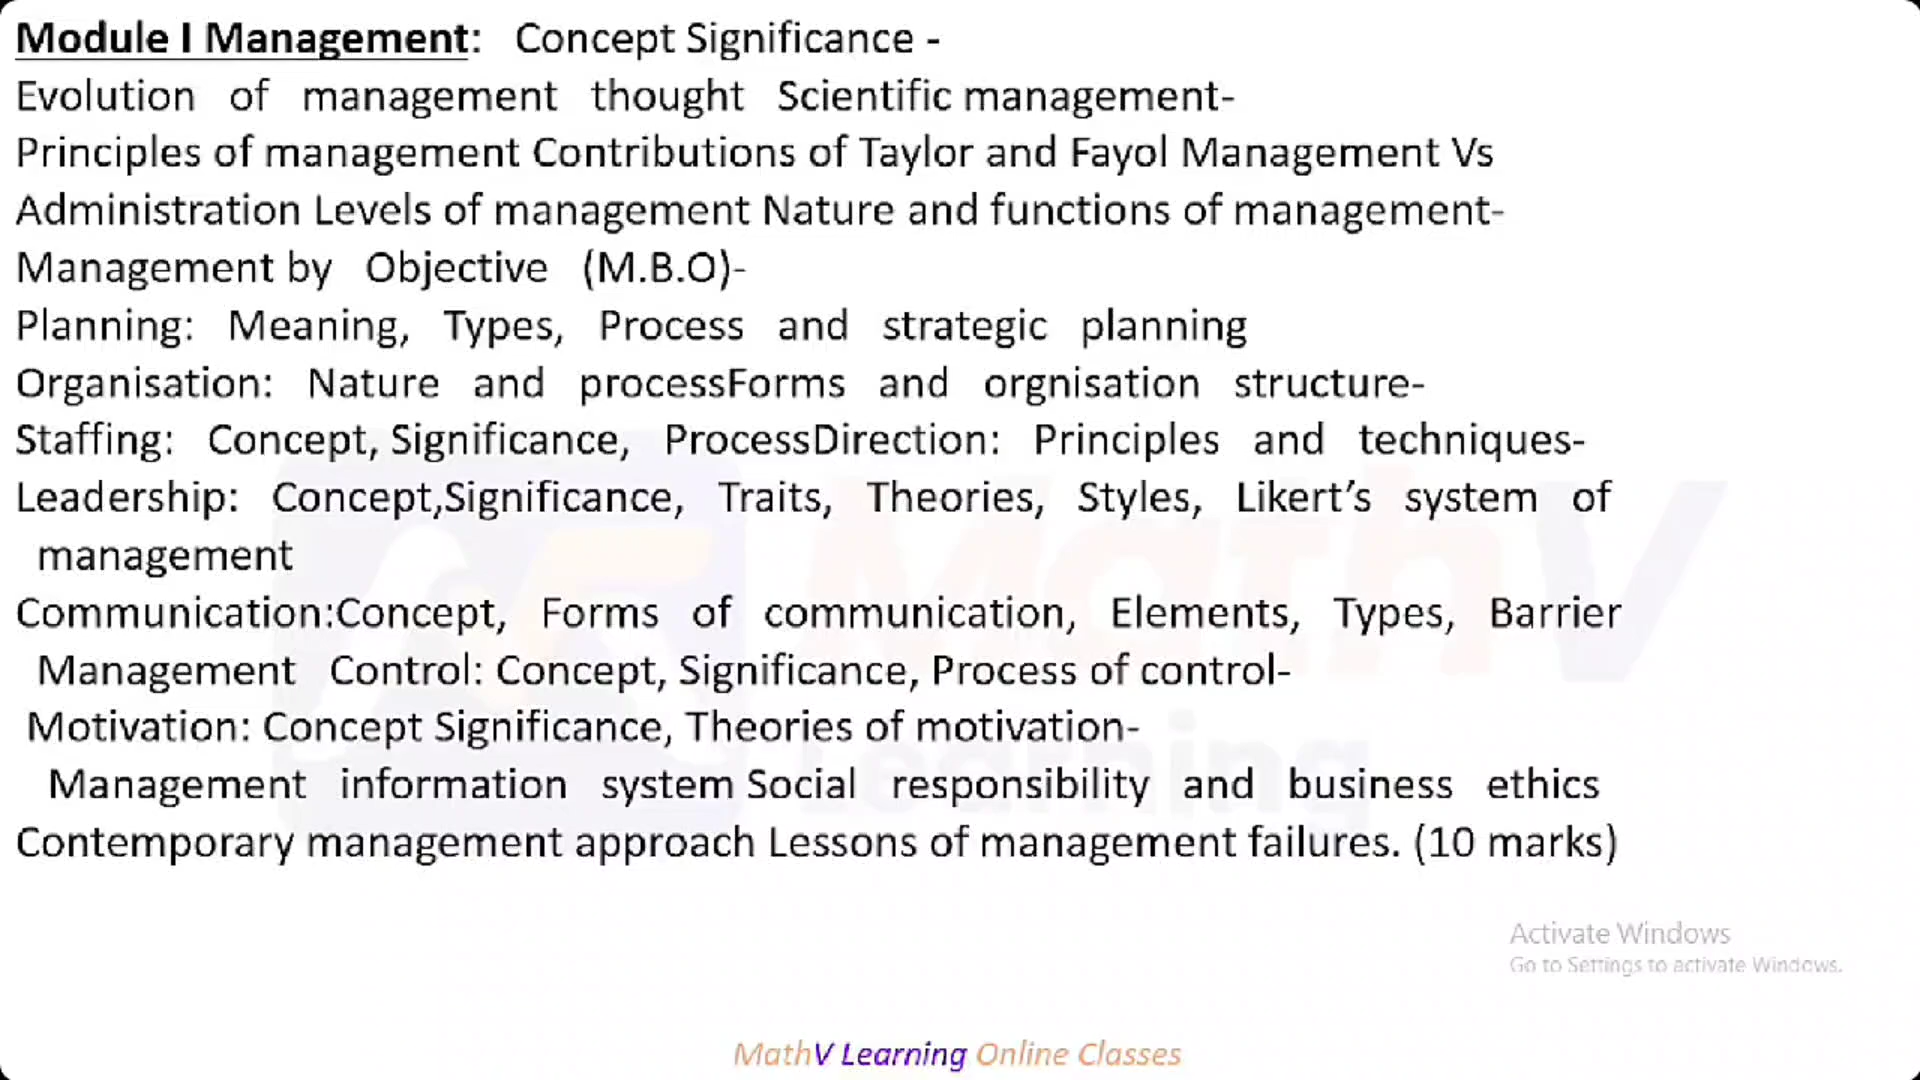 Module I Management: Concept Significance -
Evolution of management thought Scientific management-
Principles of management Contributions of Taylor and Fayol Management Vs
Administration Levels of management Nature and functions of management-
Management by Objective (M.B.O)-
Planning: Meaning, Types, Process and strategic planning
Organisation: Nature and processForms and orgnisation structure-
Staffing: Concept, Significance, ProcessDirection: Principles and techniques-
Leadership: Concept,Significance, Traits, Theories, Styles, Likert’s system of
management
Communication:Concept, Forms of communication, Elements, Types, Barrier
Management Control: Concept, Significance, Process of control-
Motivation: Concept Significance, Theories of motivation-
Management information system Social responsibility and business ethics
Contemporary management approach Lessons of management failures. (10 marks)
MathV
Learning
Activate Windows
Go to Settings to activate Windows.
MathV Learning Online Classes